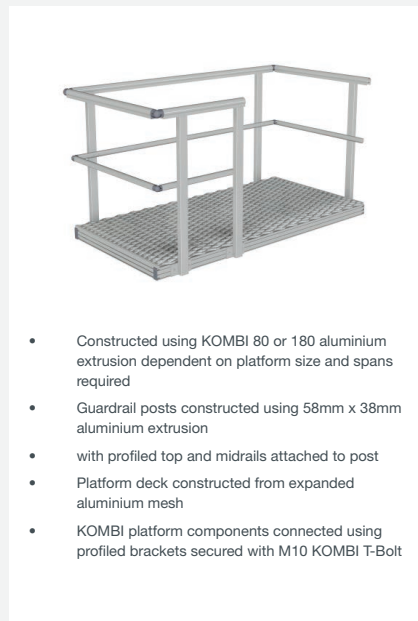 • Constructed using KOMBI 80 or 180 aluminium
extrusion dependent on platform size and spans
required
• Guardrail posts constructed using 58mm x 38mm
aluminium extrusion
• with profiled top and midrails attached to post
• Platform deck constructed from expanded
aluminium mesh
• KOMBI platform components connected using
profiled brackets secured with M10 KOMBI T-Bolt